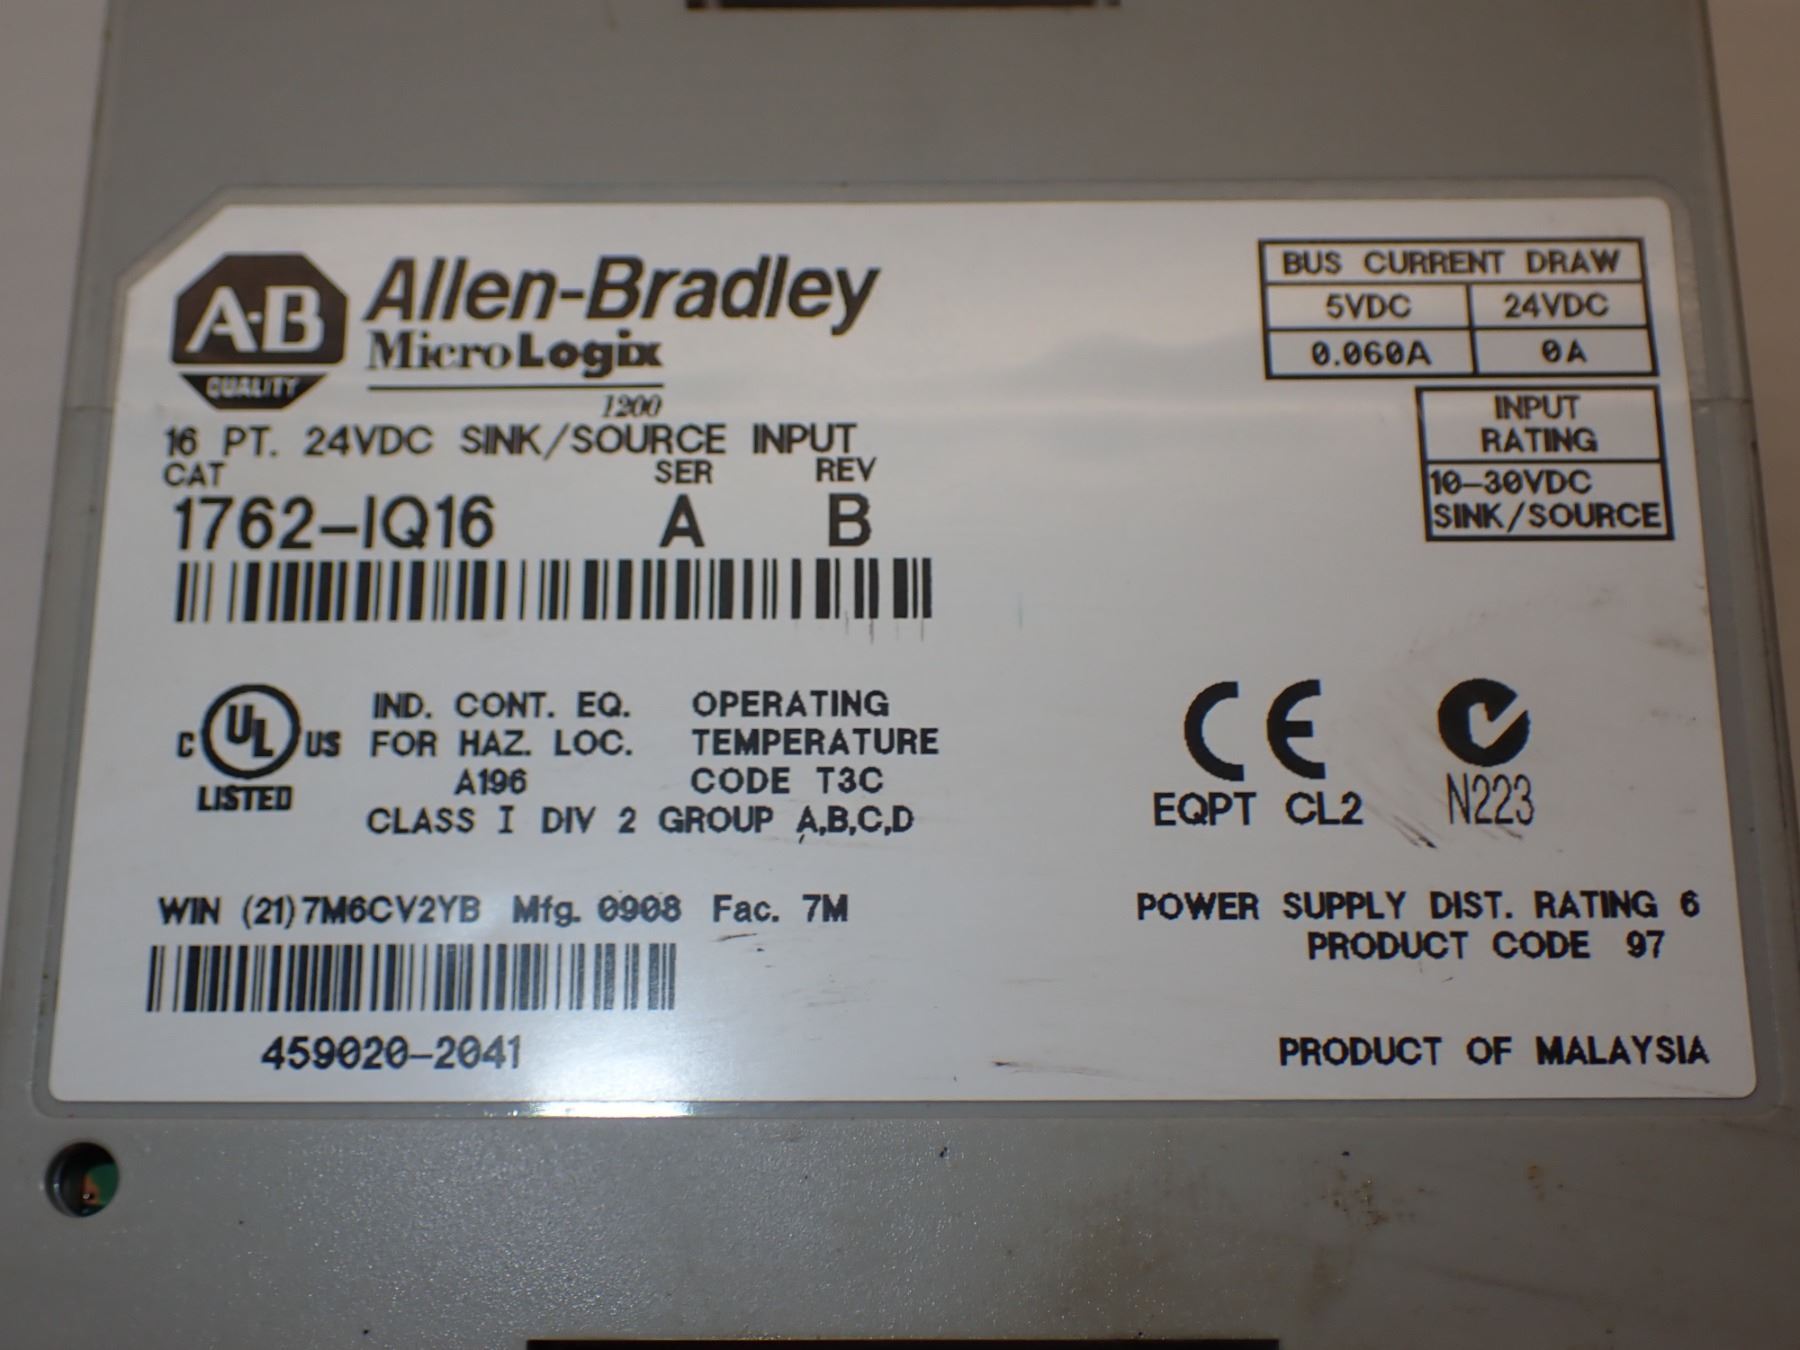 A-B
QUALITY
Allen-Bradley
MicroLogix
1200
16 PT. 24VDC SINK/SOURCE INPUT
CAT SER REV
1762-IQ16 A B
BUS CURRENT DRAW
5VDC 24VDC
0.060A 0A
INPUT
RATING
10-30VDC
SINK/SOURCE
C UL US
LISTED
IND. CONT. EQ.
FOR HAZ. LOC.
A196
OPERATING
TEMPERATURE
CODE T3C
CLASS I DIV 2 GROUP A,B,C,D
CE
EQPT CL2
N223
WIN (21)7M6CV2YB Mfg. 0908 Fac. 7M
459020-2041
POWER SUPPLY DIST. RATING 6
PRODUCT CODE 97
PRODUCT OF MALAYSIA